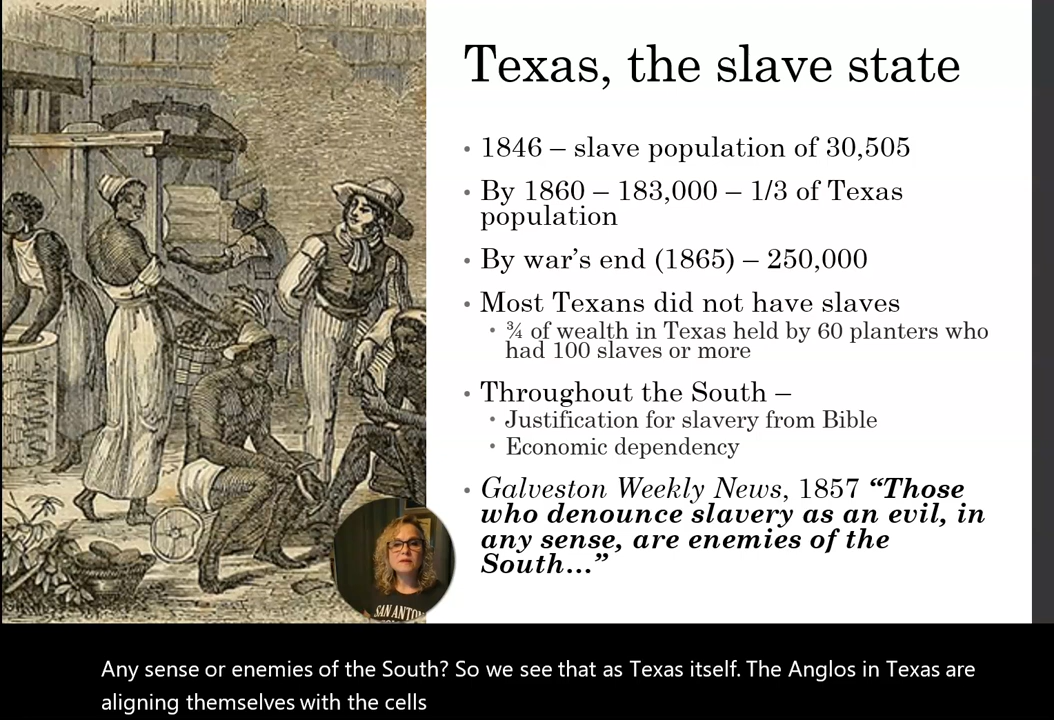 Texas, the slave state
• 1846 – slave population of 30,505
• By 1860 – 183,000 – 1/3 of Texas
population
• By war’s end (1865) – 250,000
• Most Texans did not have slaves
• ¾ of wealth in Texas held by 60 planters who
had 100 slaves or more
• Throughout the South –
• Justification for slavery from Bible
• Economic dependency
• Galveston Weekly News, 1857 “Those
who denounce slavery as an evil, in
any sense, are enemies of the
South…”
SAN ANTON
Any sense or enemies of the South? So we see that as Texas itself. The Anglos in Texas are
aligning themselves with the cells